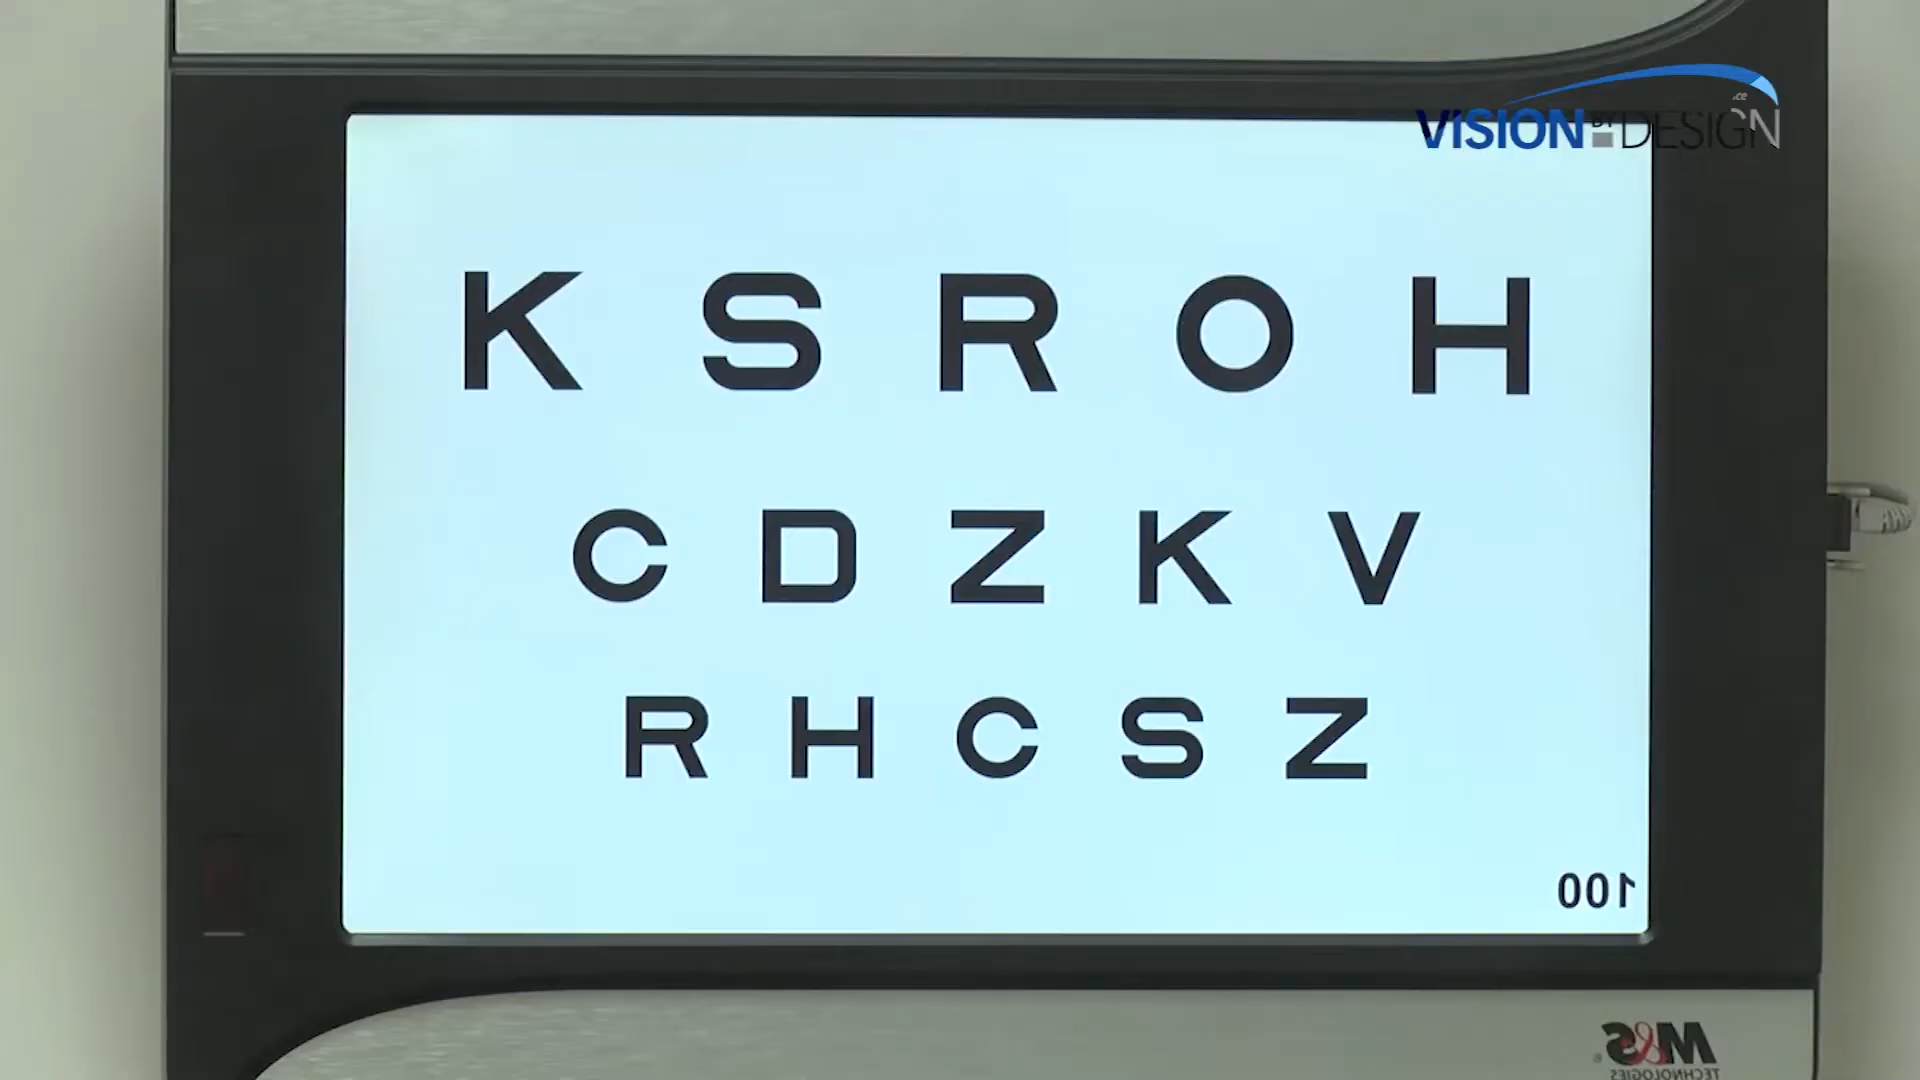 VISION BY DESIGN
K S R O H
C D Z K V
R H C S Z
100
M&S
TECHNOLOGIES